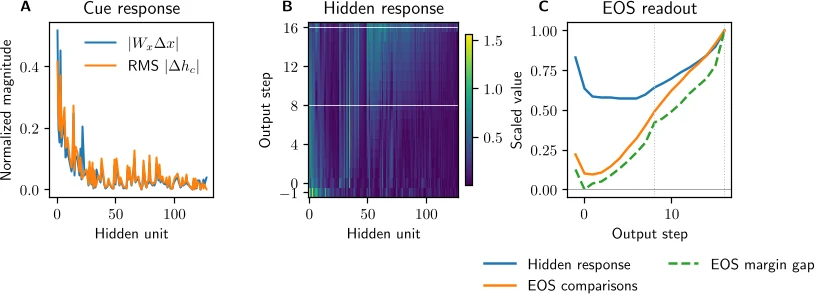 A Cue response
Normalized magnitude
0.4
0.2
0.0
|W_xΔx|
RMS |Δh_c|
0 50 100
Hidden unit
B Hidden response
Output step
16
12
8
4
0
−1
0 50 100
Hidden unit
1.5
1.0
0.5
C EOS readout
Scaled value
1.00
0.75
0.50
0.25
0.00
0 10
Output step
Hidden response
EOS comparisons
EOS margin gap